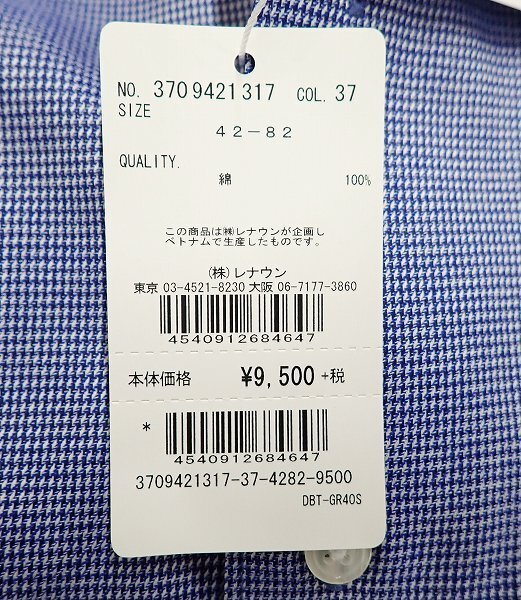 NO. 3709421317 COL. 37
SIZE
42-82
QUALITY.
綿 100%
この商品は㈱レナウンが企画し
ベトナムで生産したものです。
(株)レナウン
東京 03-4521-8230 大阪 06-7177-3860
4540912684647
本体価格 ¥9,500 +税
*
4540912684647
3709421317-37-4282-9500
DBT-GR40S